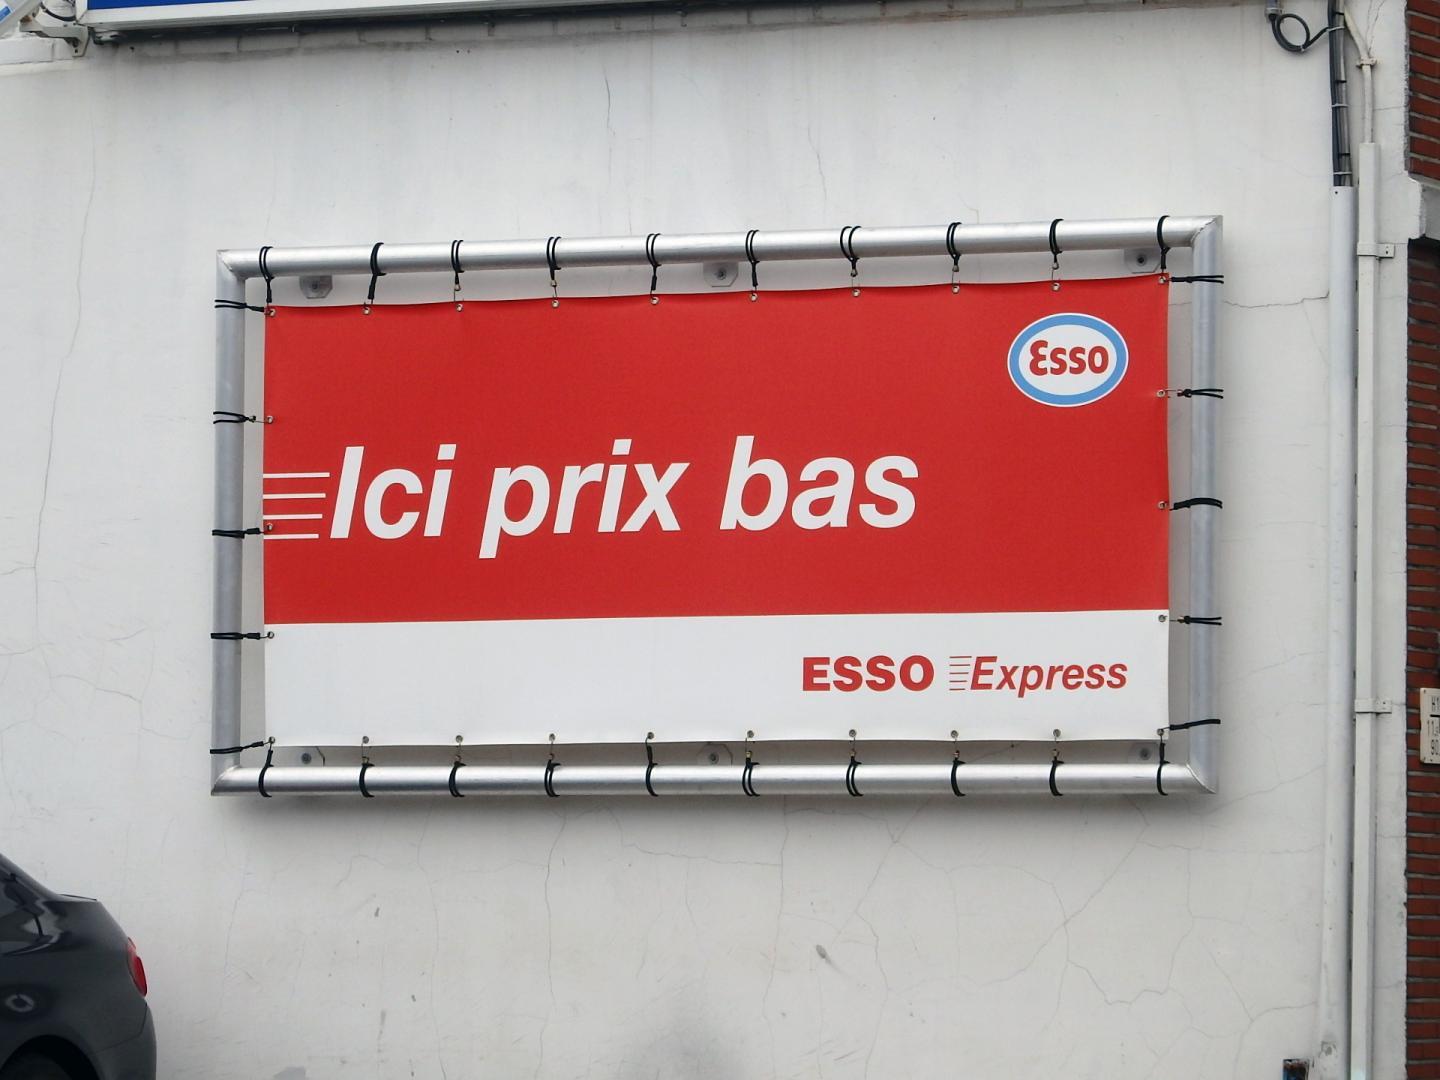 Esso
Ici prix bas
ESSO Express